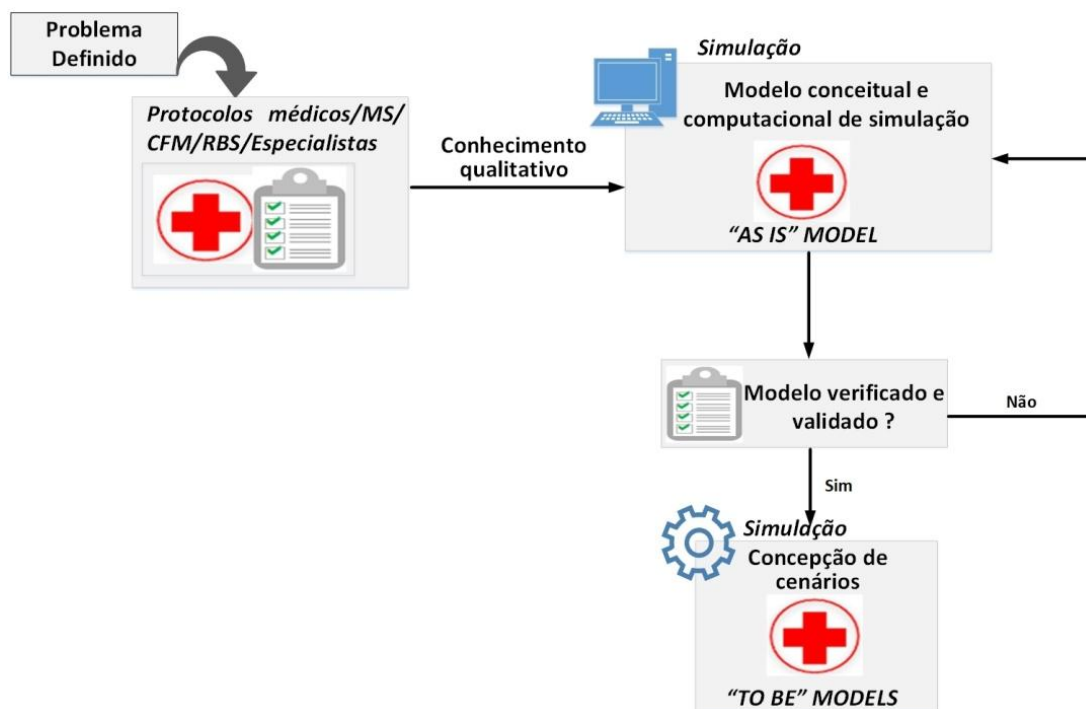 Problema
Definido
Protocolos médicos/MS/
CFM/RBS/Especialistas
Conhecimento
qualitativo
Simulação
Modelo conceitual e
computacional de simulação
“AS IS” MODEL
Modelo verificado e
validado ?
Não
Sim
Simulação
Concepção de
cenários
“TO BE” MODELS